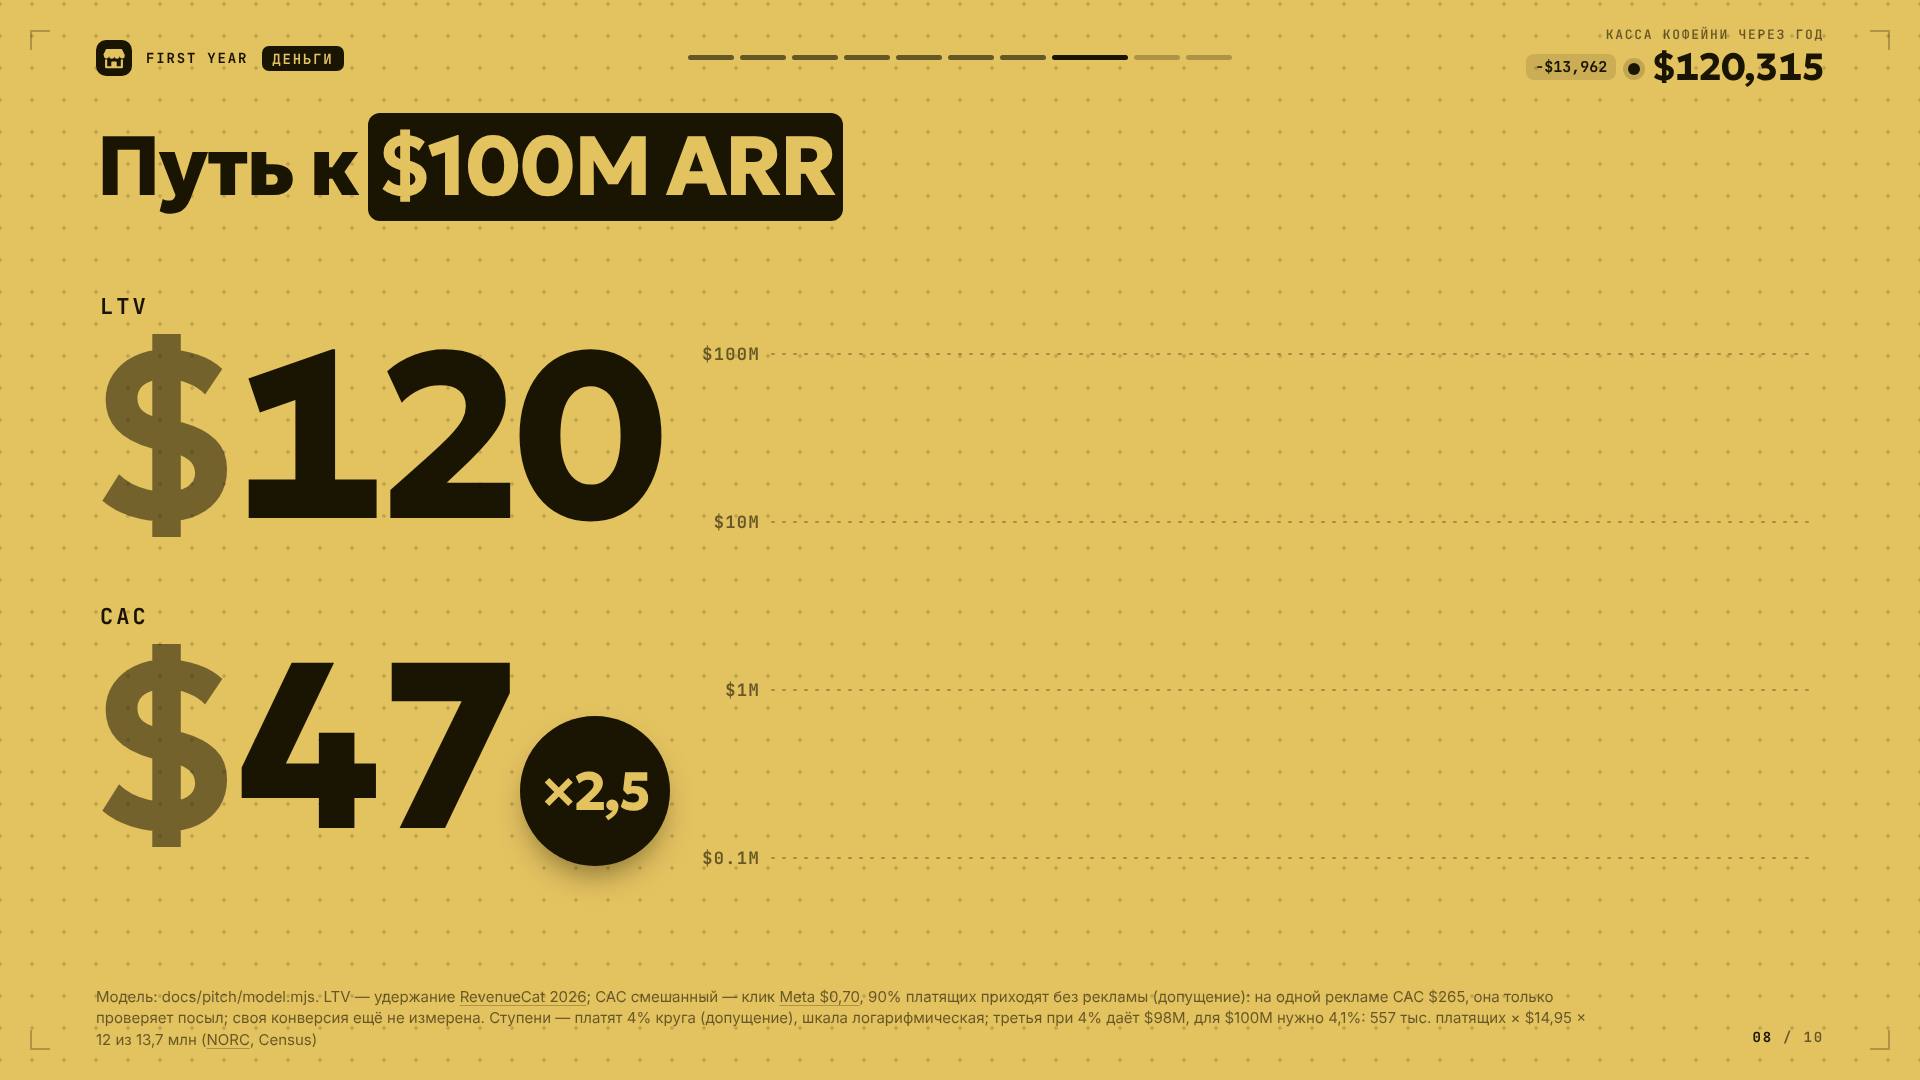 FIRST YEAR ДЕНЬГИ
КАССА КОФЕЙНИ ЧЕРЕЗ ГОД
-$13,962 $120,315
Путь к $100M ARR
LTV
$120
CAC
$47
×2,5
$100M
$10M
$1M
$0.1M
Модель: docs/pitch/model.mjs. LTV — удержание RevenueCat 2026; CAC смешанный — клик Meta $0,70, 90% платящих приходят без рекламы (допущение): на одной рекламе CAC $265, она только
проверяет посыл; своя конверсия ещё не измерена. Ступени — платят 4% круга (допущение), шкала логарифмическая; третья при 4% даёт $98M, для $100M нужно 4,1%: 557 тыс. платящих × $14,95 ×
12 из 13,7 млн (NORC, Census)
08 / 10